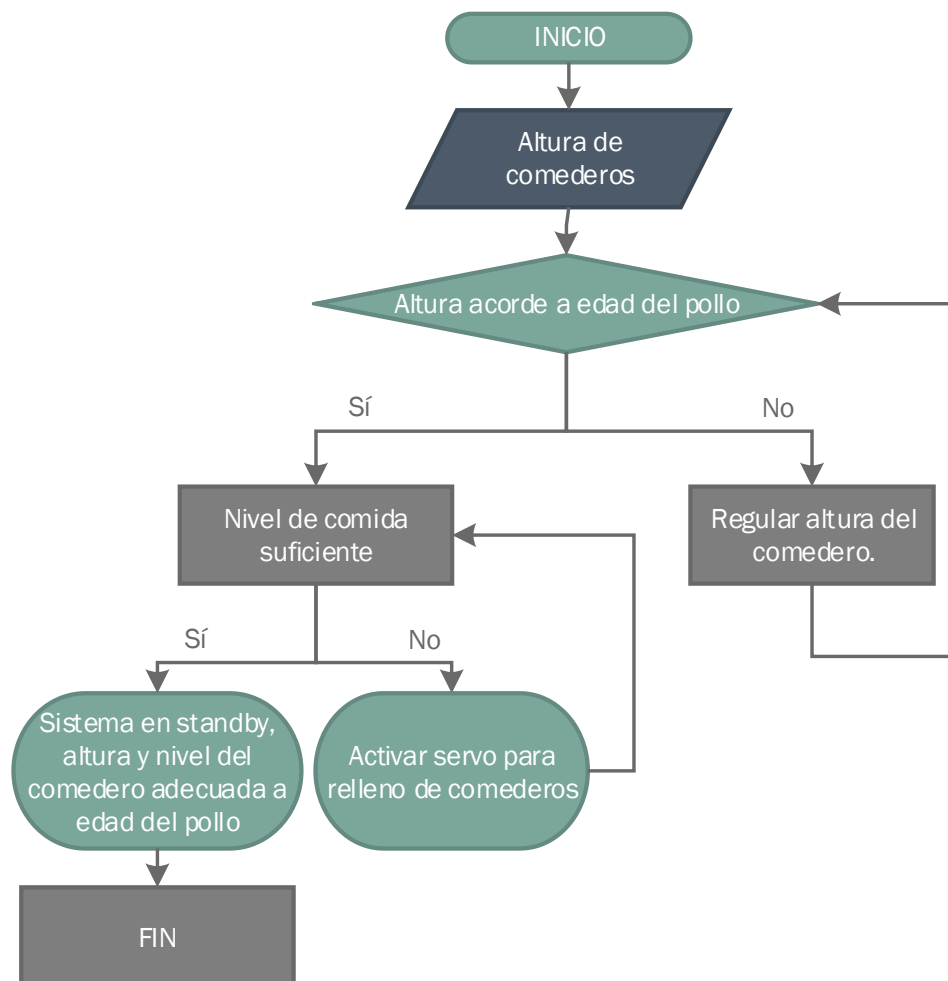 INICIO
Altura de
comederos
Altura acorde a edad del pollo
Sí
No
Nivel de comida
suficiente
Regular altura del
comedero.
Sí
No
Sistema en standby,
altura y nivel del
comedero adecuada a
edad del pollo
Activar servo para
relleno de comederos
FIN